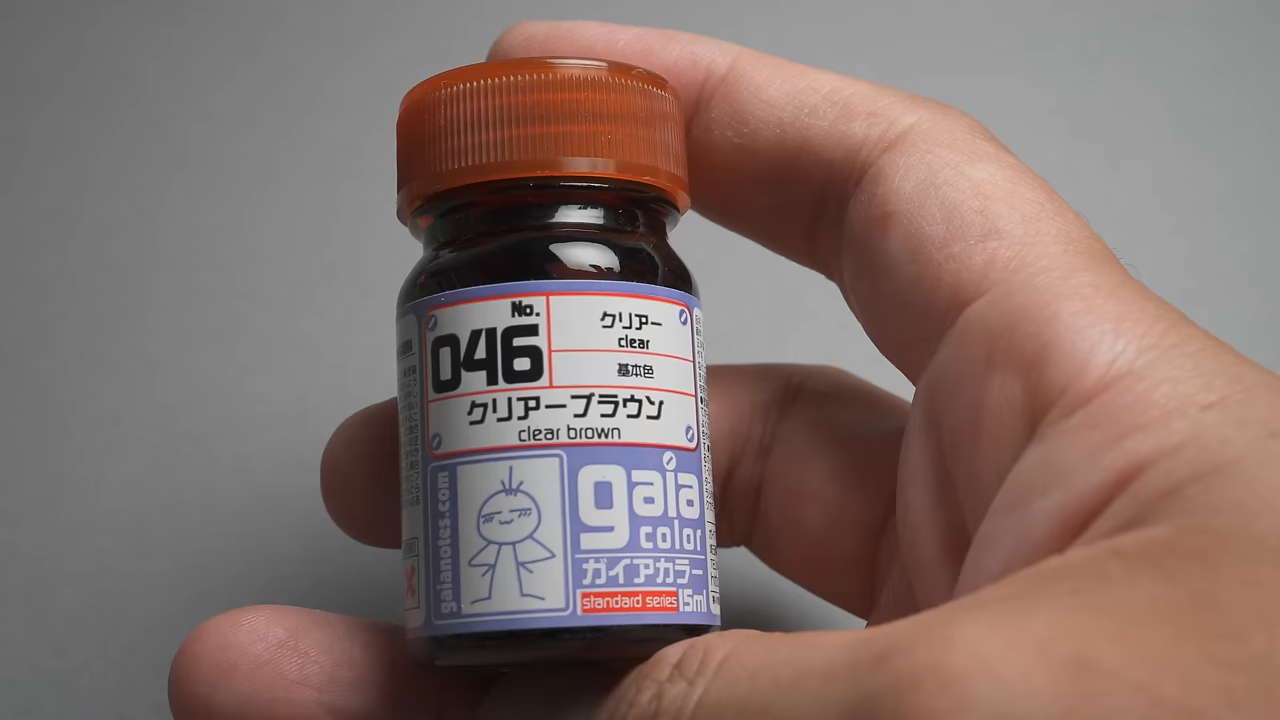 No.
046
クリアー
clear
基本色
クリアーブラウン
clear brown
gaianotes.com
gaia
color
ガイアカラー
standard series 15ml